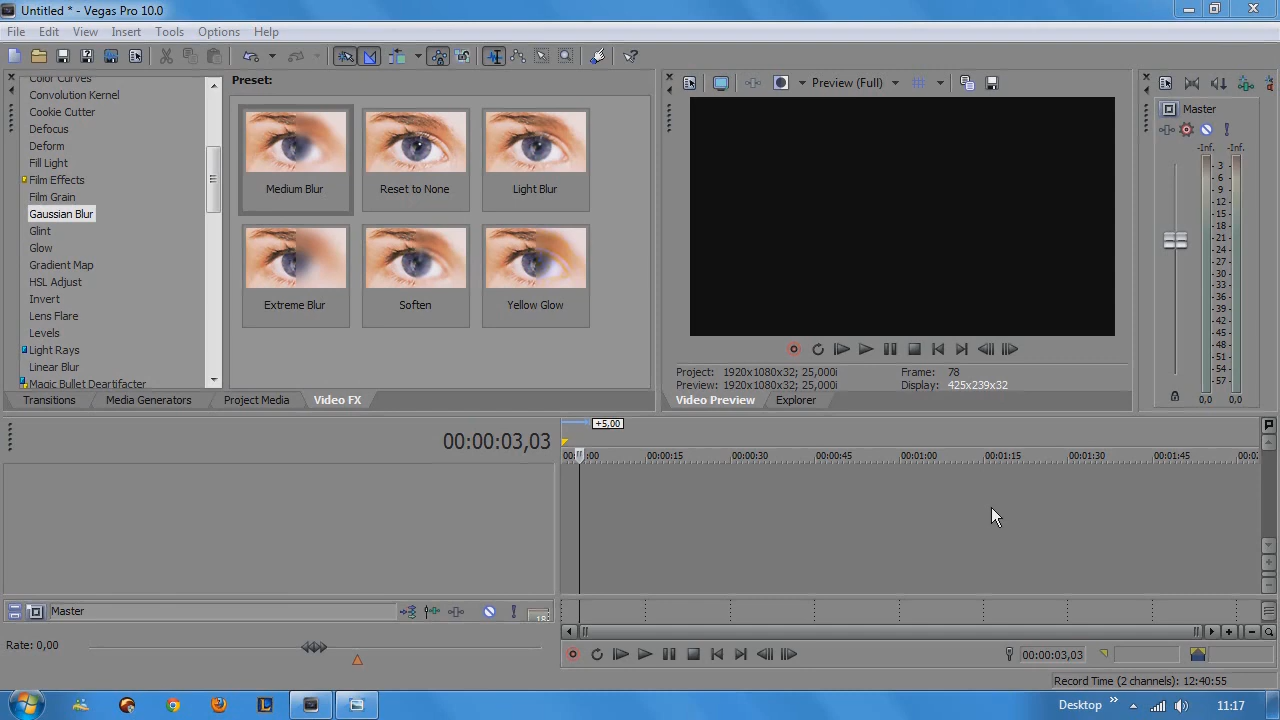 Untitled * - Vegas Pro 10.0
File Edit View Insert Tools Options Help
Color Curves
Convolution Kernel
Cookie Cutter
Defocus
Deform
Fill Light
Film Effects
Film Grain
Gaussian Blur
Glint
Glow
Gradient Map
HSL Adjust
Invert
Lens Flare
Levels
Light Rays
Linear Blur
Magic Bullet Deartifacter
Preset:
Medium Blur
Reset to None
Light Blur
Extreme Blur
Soften
Yellow Glow
Transitions Media Generators Project Media Video FX
Preview (Full)
Project: 1920x1080x32; 25,000i Frame: 78
Preview: 1920x1080x32; 25,000i Display: 425x239x32
Video Preview Explorer
Master
-Inf. -Inf.
3
6
9
12
15
18
21
24
27
30
33
36
39
42
45
48
51
54
57
0,0 0,0
00:00:03,03
+5.00
:00 00:00:15 00:00:30 00:00:45 00:01:00 00:01:15 00:01:30 00:01:45
Master
18
Rate: 0,00
00:00:03,03
Record Time (2 channels): 12:40:55
Desktop » 11:17